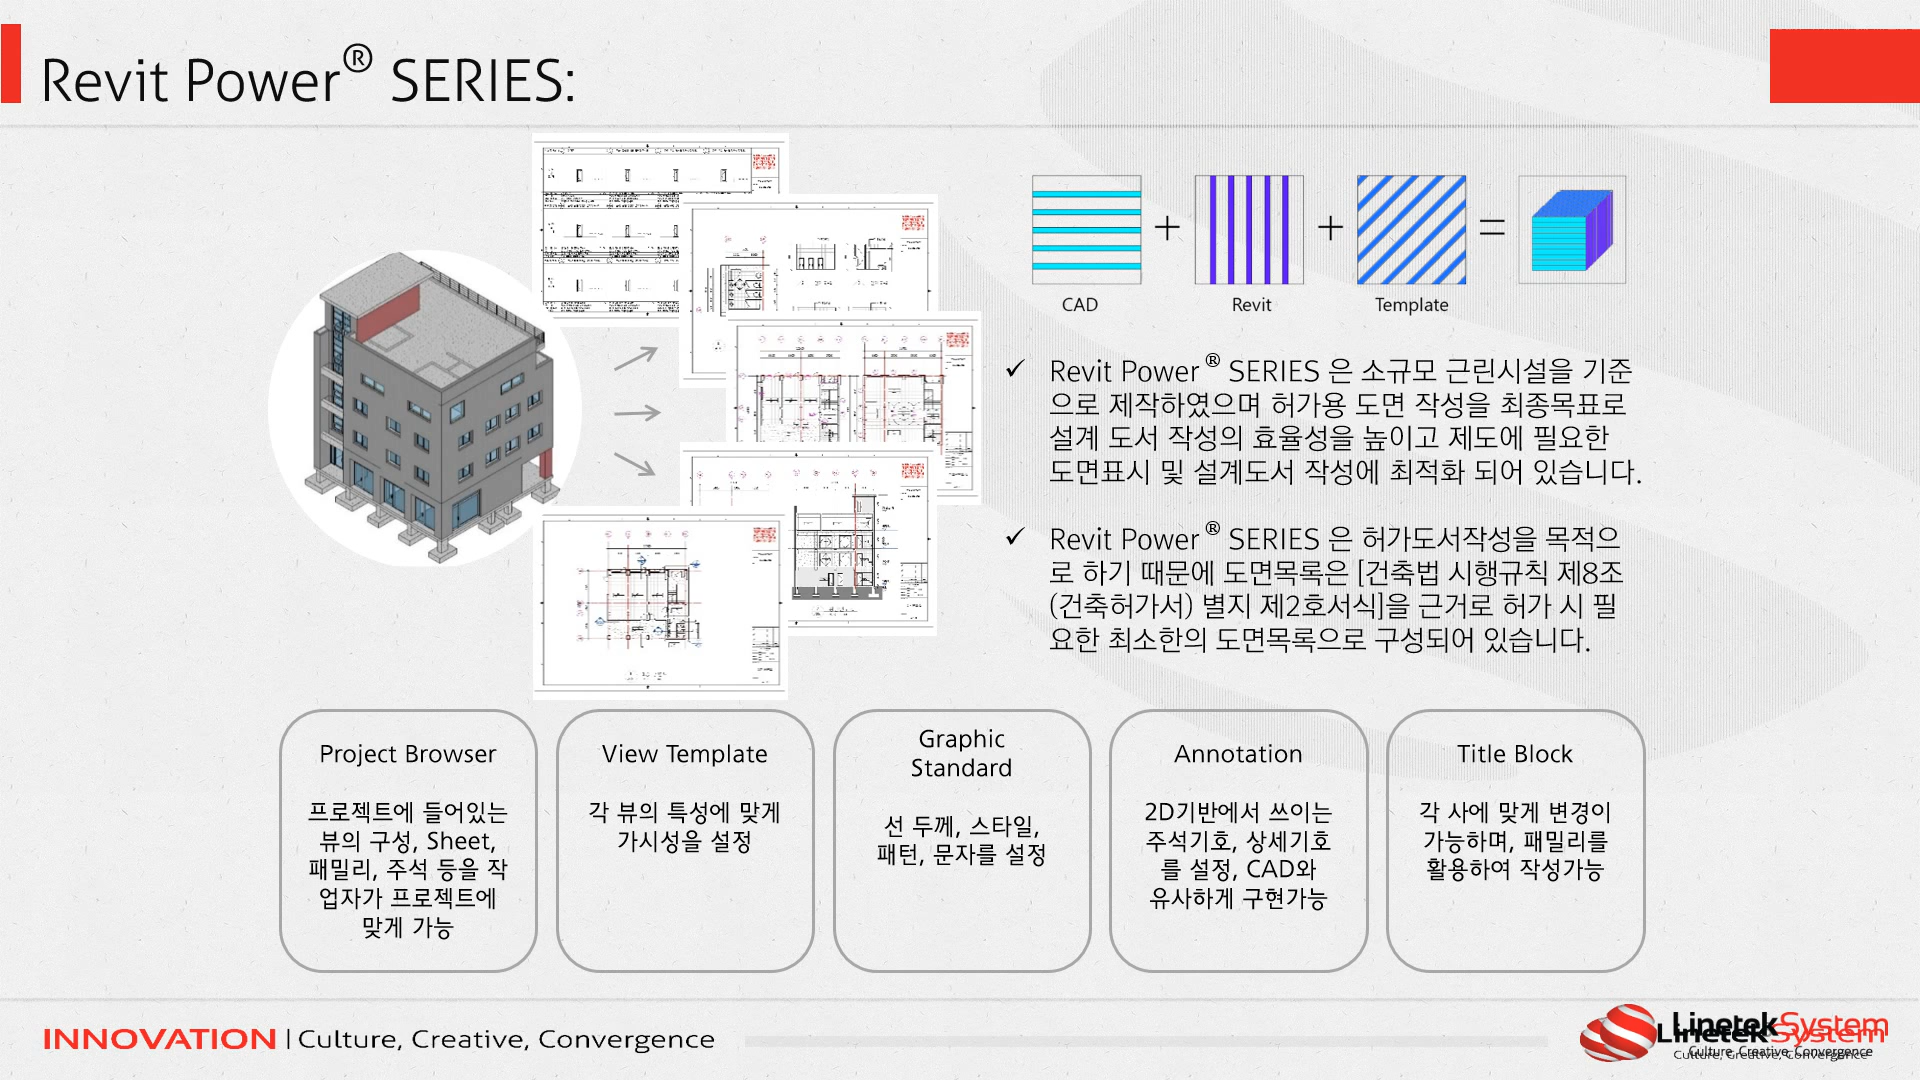 Revit Power® SERIES:
CAD
Revit
Template
+
+
=
✓ Revit Power® SERIES 은 소규모 근린시설을 기준
으로 제작하였으며 허가용 도면 작성을 최종목표로
설계 도서 작성의 효율성을 높이고 제도에 필요한
도면표시 및 설계도서 작성에 최적화 되어 있습니다.
✓ Revit Power® SERIES 은 허가도서작성을 목적으
로 하기 때문에 도면목록은 [건축법 시행규칙 제8조
(건축허가서) 별지 제2호서식]을 근거로 허가 시 필
요한 최소한의 도면목록으로 구성되어 있습니다.
Project Browser
프로젝트에 들어있는
뷰의 구성, Sheet,
패밀리, 주석 등을 작
업자가 프로젝트에
맞게 가능
View Template
각 뷰의 특성에 맞게
가시성을 설정
Graphic
Standard
선 두께, 스타일,
패턴, 문자를 설정
Annotation
2D기반에서 쓰이는
주석기호, 상세기호
를 설정, CAD와
유사하게 구현가능
Title Block
각 사에 맞게 변경이
가능하며, 패밀리를
활용하여 작성가능
INNOVATION | Culture, Creative, Convergence
LinetekSystem
LinetekSystem
Culture, Creative, Convergence
Culture, Creative, Convergence